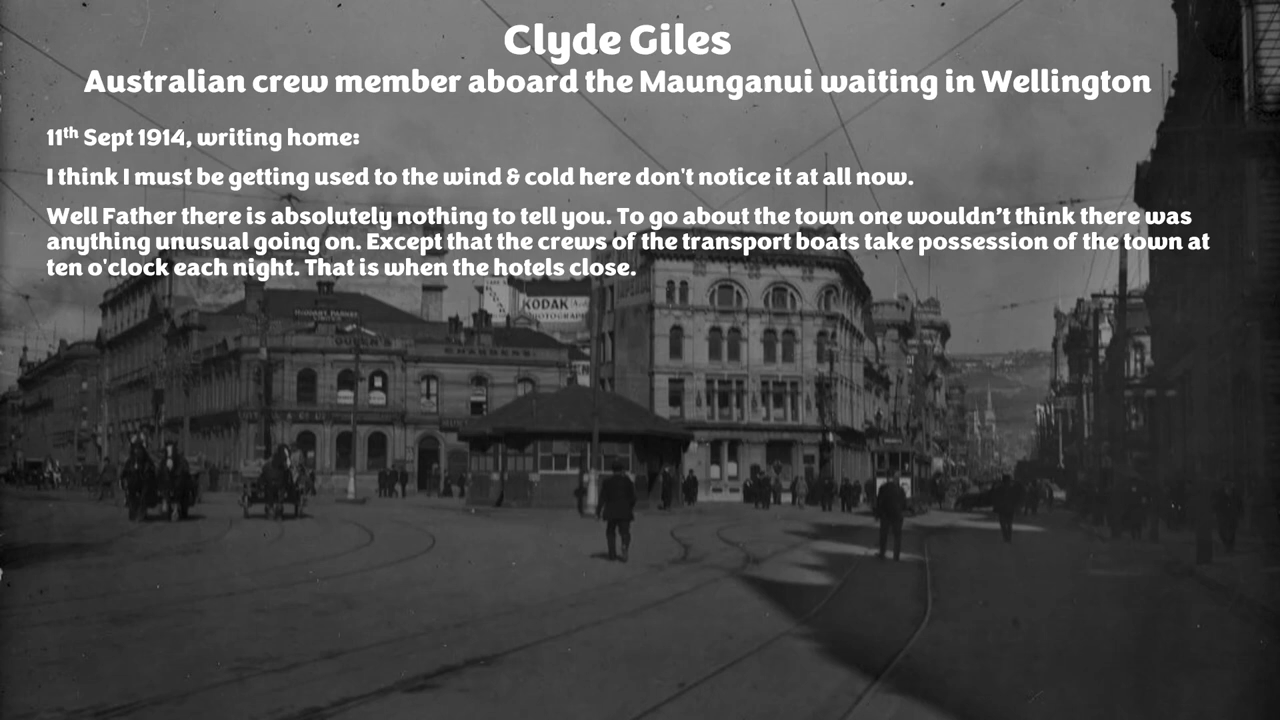 Clyde Giles
Australian crew member aboard the Maunganui waiting in Wellington
11th Sept 1914, writing home:
I think I must be getting used to the wind & cold here don't notice it at all now.
Well Father there is absolutely nothing to tell you. To go about the town one wouldn’t think there was
anything unusual going on. Except that the crews of the transport boats take possession of the town at
ten o'clock each night. That is when the hotels close.
KODAK
HUDDART PARKER
QUEEN'S
CHAMBERS